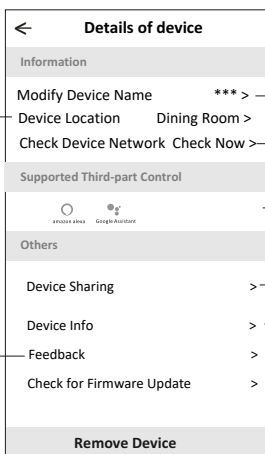 ← Details of device
Information
Modify Device Name *** >
Device Location Dining Room >
Check Device Network Check Now >
Supported Third-part Control
amazon alexa Google Assistant
Others
Device Sharing >
Device Info >
Feedback >
Check for Firmware Update >
Remove Device